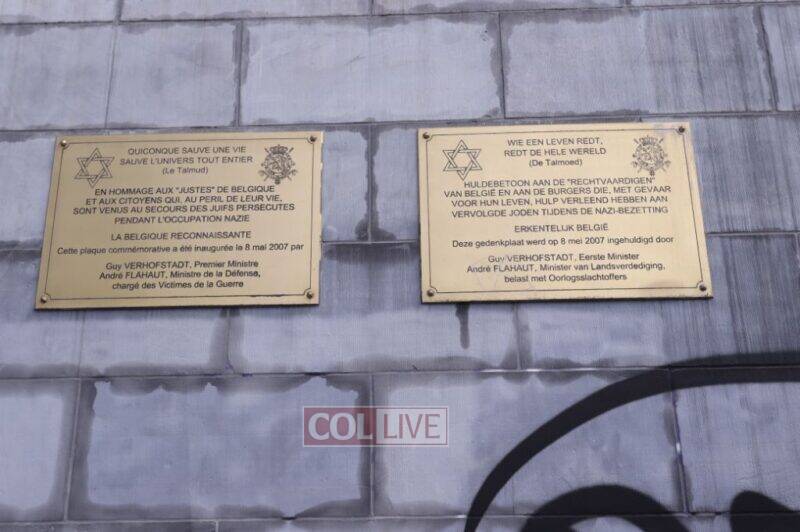 QUICONQUE SAUVE UNE VIE
SAUVE L'UNIVERS TOUT ENTIER
(Le Talmud)
EN HOMMAGE AUX "JUSTES" DE BELGIQUE
ET AUX CITOYENS QUI, AU PERIL DE LEUR VIE,
SONT VENUS AU SECOURS DES JUIFS PERSECUTES
PENDANT L'OCCUPATION NAZIE
LA BELGIQUE RECONNAISSANTE
Cette plaque commémorative a été inaugurée le 8 mai 2007 par
Guy VERHOFSTADT, Premier Ministre
André FLAHAUT, Ministre de la Défense,
chargé des Victimes de la Guerre
WIE EEN LEVEN REDT,
REDT DE HELE WERELD
(De Talmoed)
HULDEBETOON AAN DE "RECHTVAARDIGEN"
VAN BELGIË EN AAN DE BURGERS DIE, MET GEVAAR
VOOR HUN LEVEN, HULP VERLEEND HEBBEN AAN
VERVOLGDE JODEN TIJDENS DE NAZI-BEZETTING
ERKENTELIJK BELGIË
Deze gedenkplaat werd op 8 mei 2007 ingehuldigd door
Guy VERHOFSTADT, Eerste Minister
André FLAHAUT, Minister van Landsverdediging,
belast met Oorlogsslachtoffers
COL LIVE